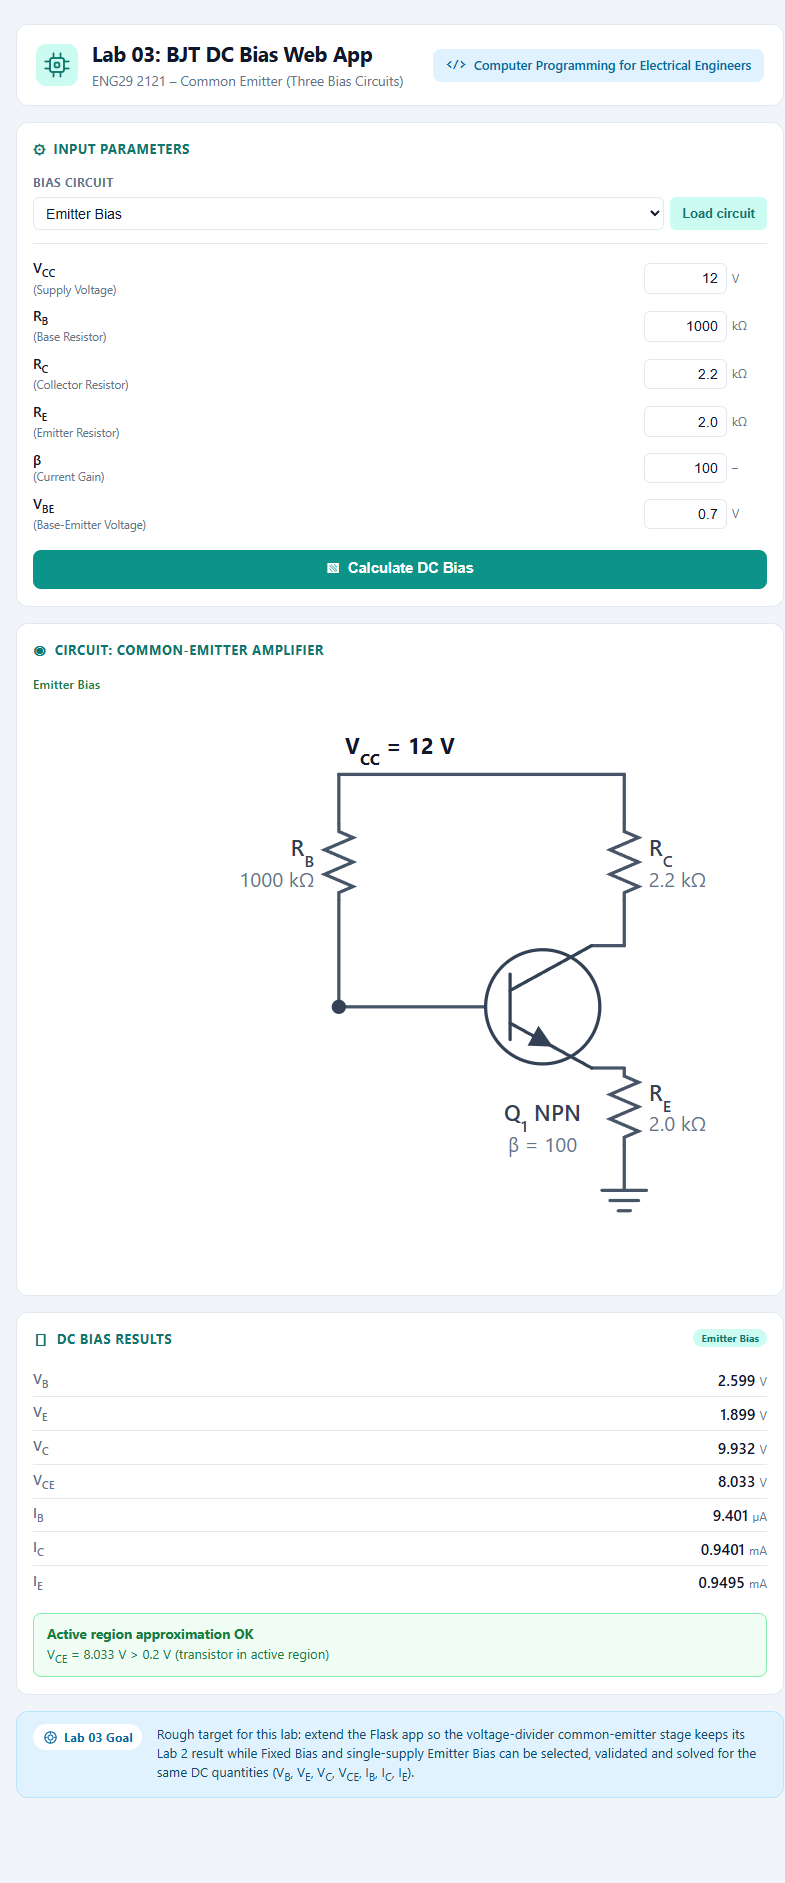 Lab 03: BJT DC Bias Web App
ENG29 2121 – Common Emitter (Three Bias Circuits)
</> Computer Programming for Electrical Engineers
INPUT PARAMETERS
BIAS CIRCUIT
Emitter Bias
Load circuit
VCC
(Supply Voltage)
12 V
RB
(Base Resistor)
1000 kΩ
RC
(Collector Resistor)
2.2 kΩ
RE
(Emitter Resistor)
2.0 kΩ
β
(Current Gain)
100 –
VBE
(Base-Emitter Voltage)
0.7 V
Calculate DC Bias
CIRCUIT: COMMON-EMITTER AMPLIFIER
Emitter Bias
VCC = 12 V
RB
1000 kΩ
RC
2.2 kΩ
Q1 NPN
β = 100
RE
2.0 kΩ
DC BIAS RESULTS
Emitter Bias
VB 2.599 V
VE 1.899 V
VC 9.932 V
VCE 8.033 V
IB 9.401 µA
IC 0.9401 mA
IE 0.9495 mA
Active region approximation OK
VCE = 8.033 V > 0.2 V (transistor in active region)
Lab 03 Goal
Rough target for this lab: extend the Flask app so the voltage-divider common-emitter stage keeps its
Lab 2 result while Fixed Bias and single-supply Emitter Bias can be selected, validated and solved for the
same DC quantities (VB, VE, VC, VCE, IB, IC, IE).